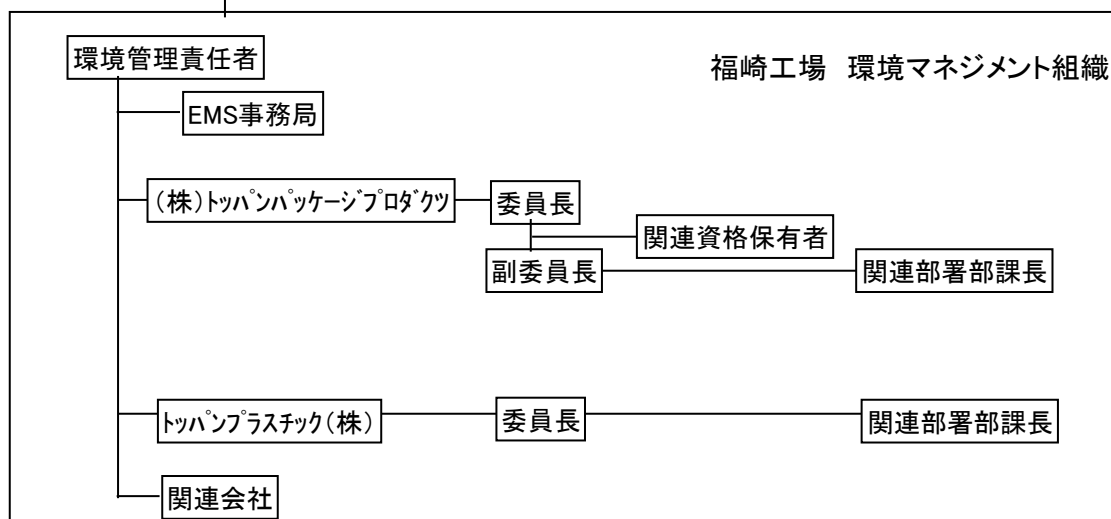 環境管理責任者
福崎工場 環境マネジメント組織
EMS事務局
(株)トッパンパッケージプロダクツ
委員長
関連資格保有者
副委員長
関連部署部課長
トッパンプラスチック(株)
委員長
関連部署部課長
関連会社